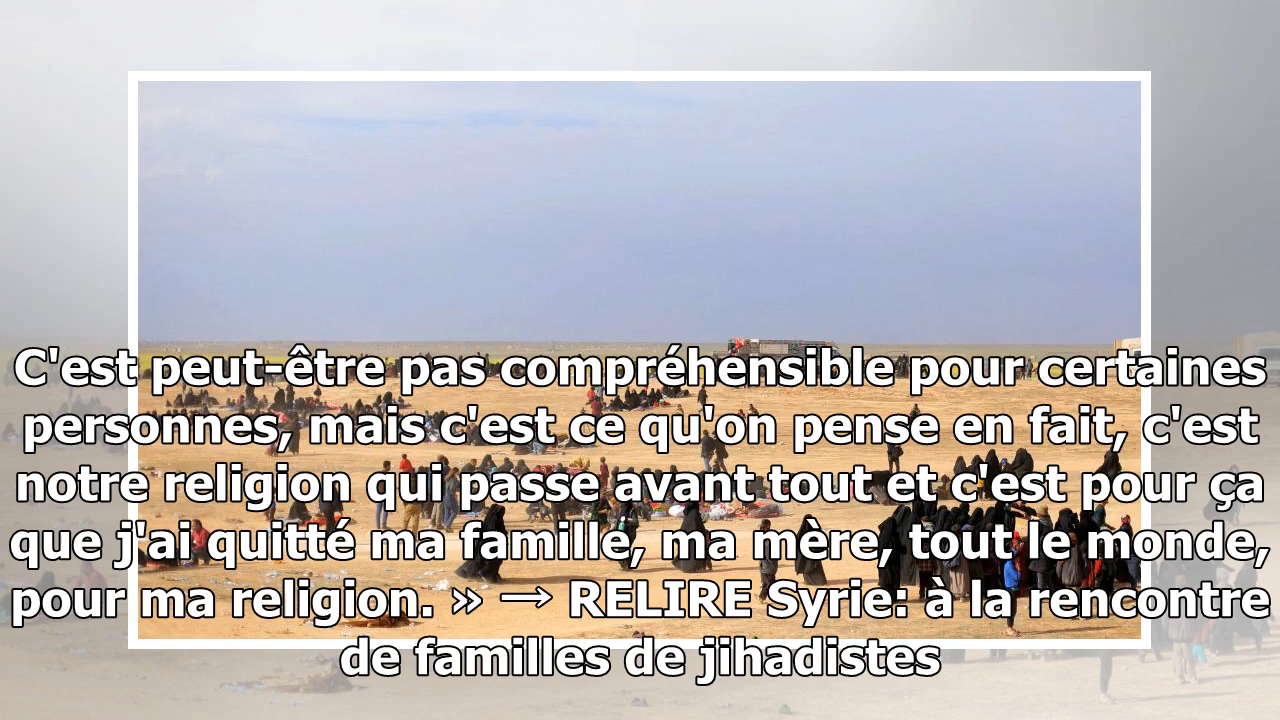 C'est peut-être pas compréhensible pour certaines
personnes, mais c'est ce qu'on pense en fait, c'est
notre religion qui passe avant tout et c'est pour ça
que j'ai quitté ma famille, ma mère, tout le monde,
pour ma religion. » → RELIRE Syrie: à la rencontre
de familles de jihadistes